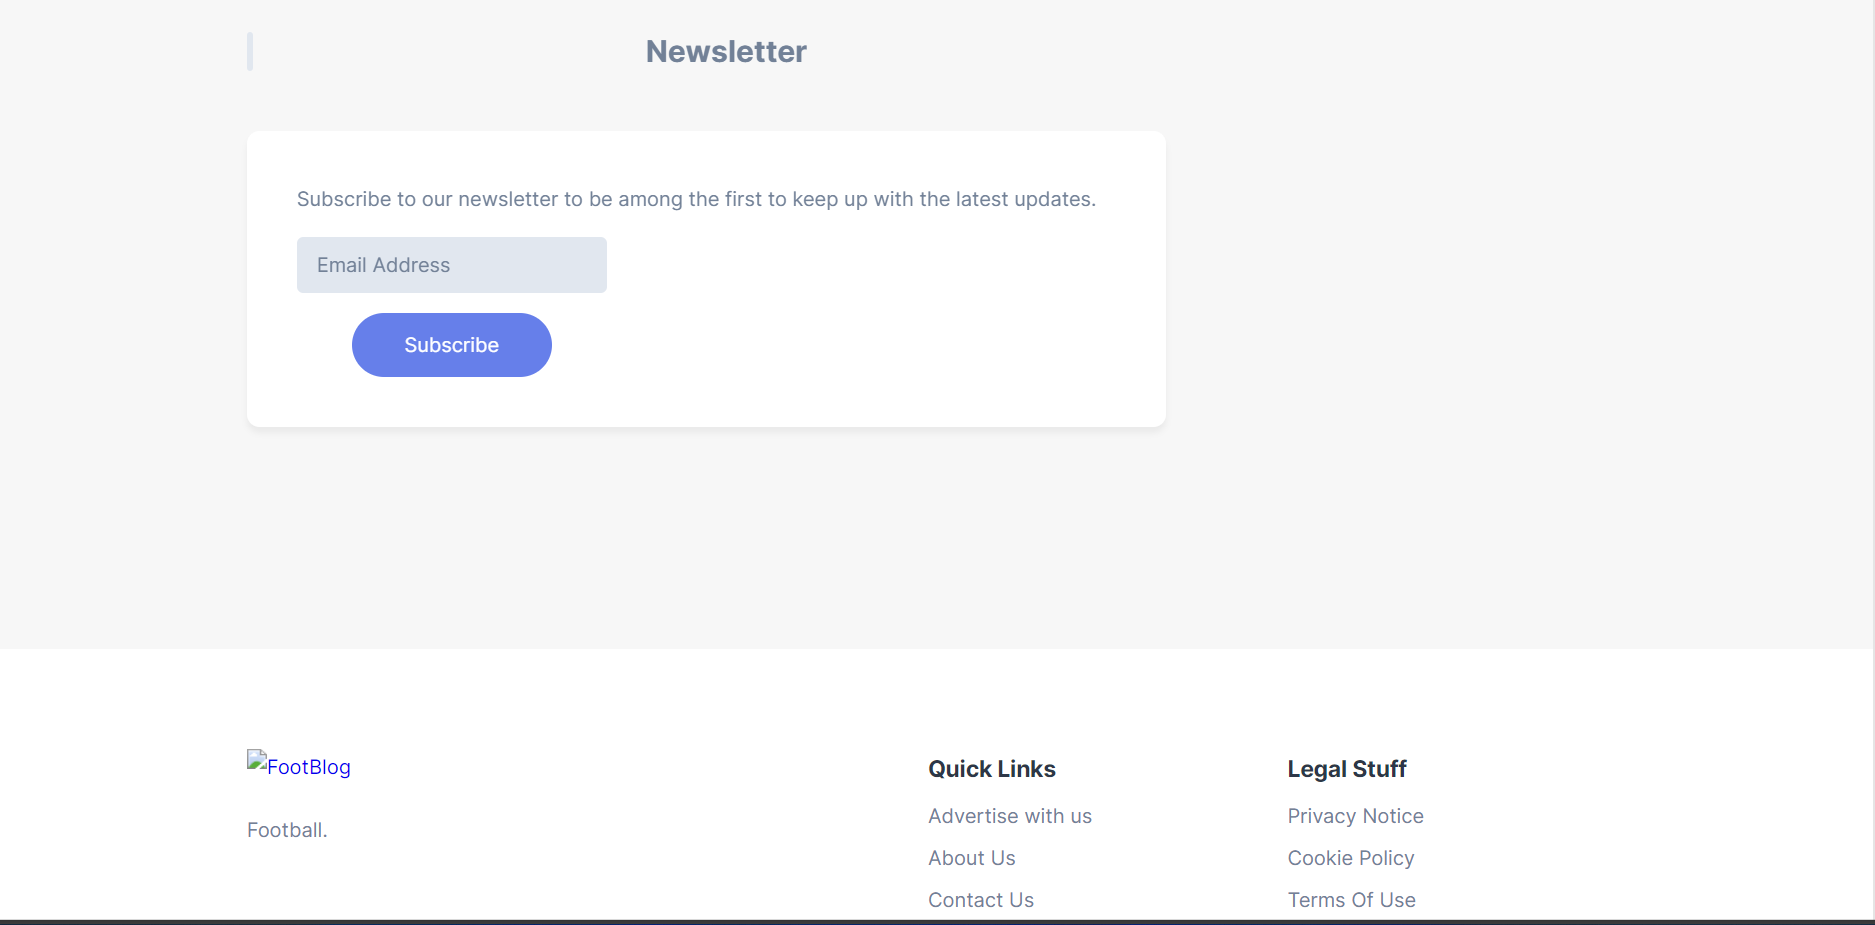 Newsletter
Subscribe to our newsletter to be among the first to keep up with the latest updates.
Email Address
Subscribe
FootBlog
Football.
Quick Links
Advertise with us
About Us
Contact Us
Legal Stuff
Privacy Notice
Cookie Policy
Terms Of Use